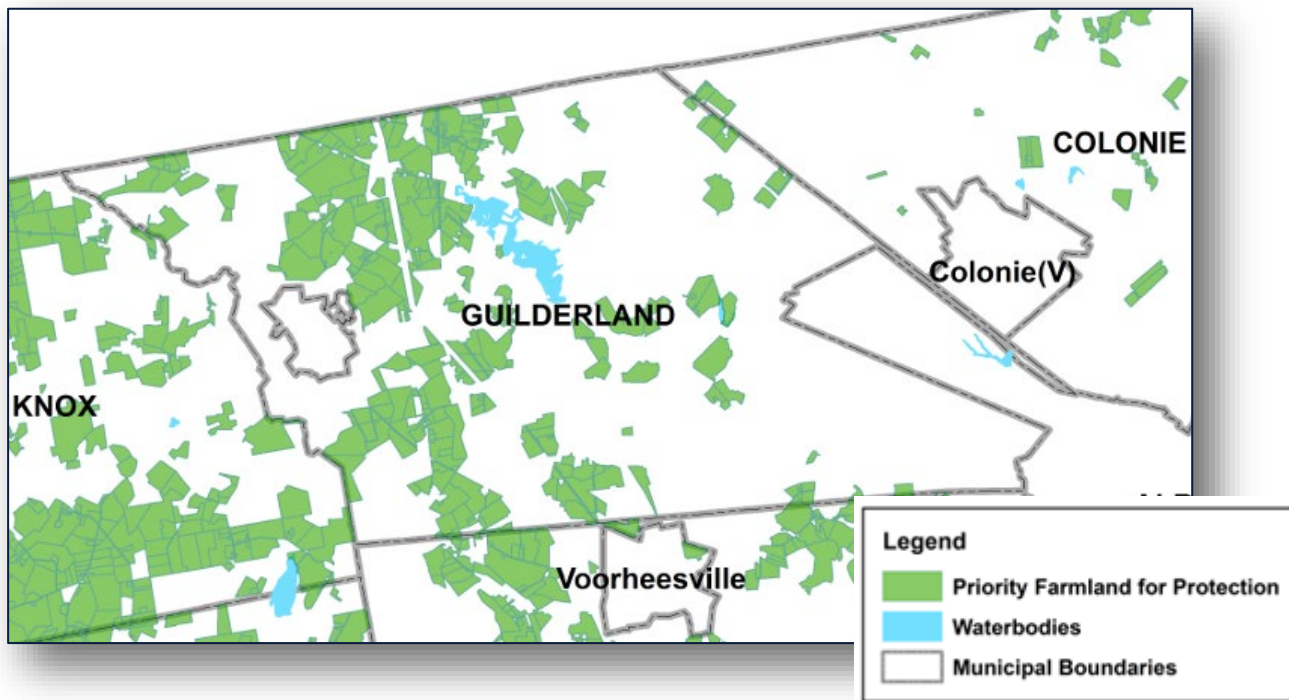 COLONIE
Colonie(V)
GUILDERLAND
KNOX
Voorheesville
Legend
Priority Farmland for Protection
Waterbodies
Municipal Boundaries